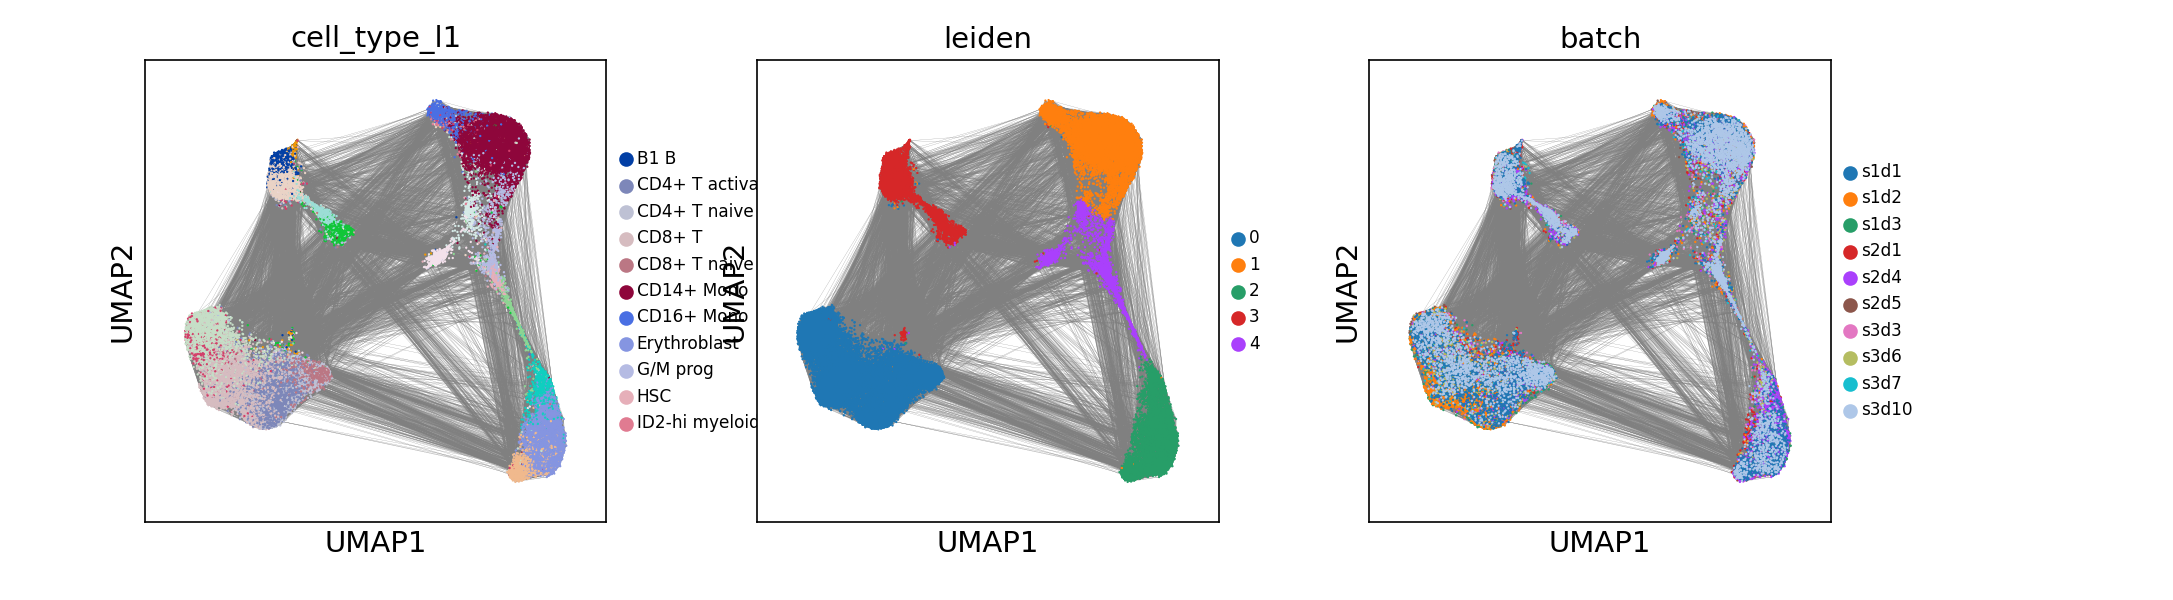 cell_type_l1
UMAP2
UMAP1
B1 B
CD4+ T activa
CD4+ T naive
CD8+ T
CD8+ T naive
CD14+ Mono
CD16+ Mono
Erythroblast
G/M prog
HSC
ID2-hi myeloid
leiden
UMAP2
UMAP1
0
1
2
3
4
batch
UMAP2
UMAP1
s1d1
s1d2
s1d3
s2d1
s2d4
s2d5
s3d3
s3d6
s3d7
s3d10